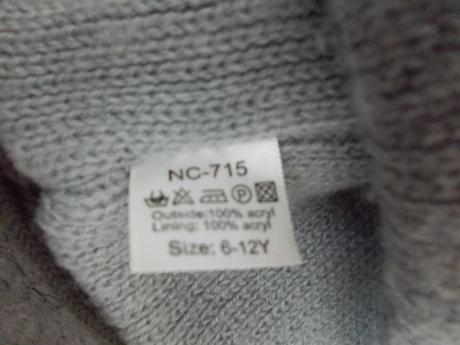 NC-715
P
Outside:100% acryl
Lining: 100% acryl
Size: 6-12Y